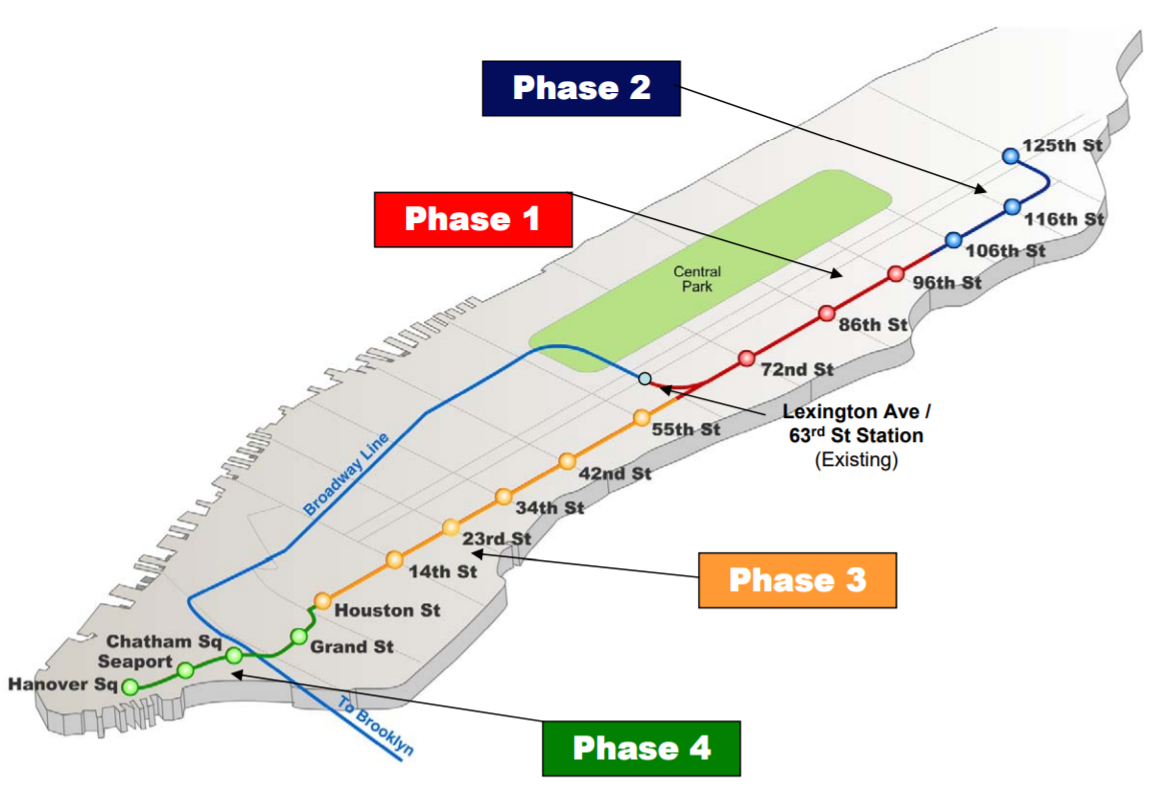 Phase 2
125th St
Phase 1
116th St
106th St
Central
Park
96th St
86th St
72nd St
Lexington Ave /
63rd St Station
(Existing)
55th St
Broadway Line
42nd St
34th St
23rd St
14th St
Phase 3
Houston St
Chatham Sq
Grand St
Seaport
Hanover Sq
To Brooklyn
Phase 4